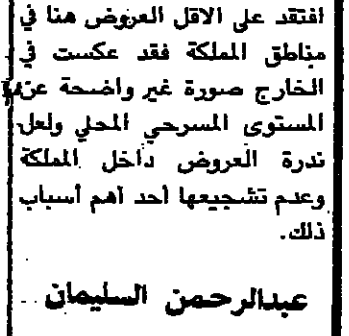 افتقد على الاقل العروض هنا في
مناطق المملكة فقد عكست في
الخارج صورة غير واضحة عن
المستوى المسرحي المحلي ولعل
ندرة العروض داخل المملكة
وعدم تشجيعها أحد أهم أسباب
ذلك.
عبدالرحمن السليمان